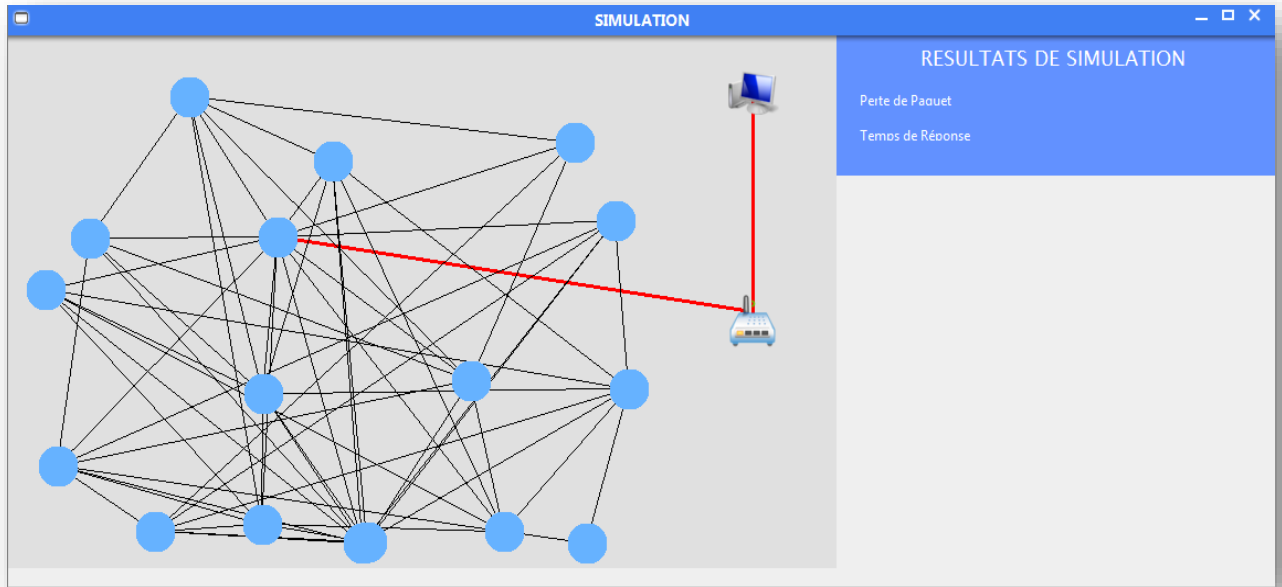 SIMULATION
RESULTATS DE SIMULATION
Perte de Paquet
Temps de Réponse